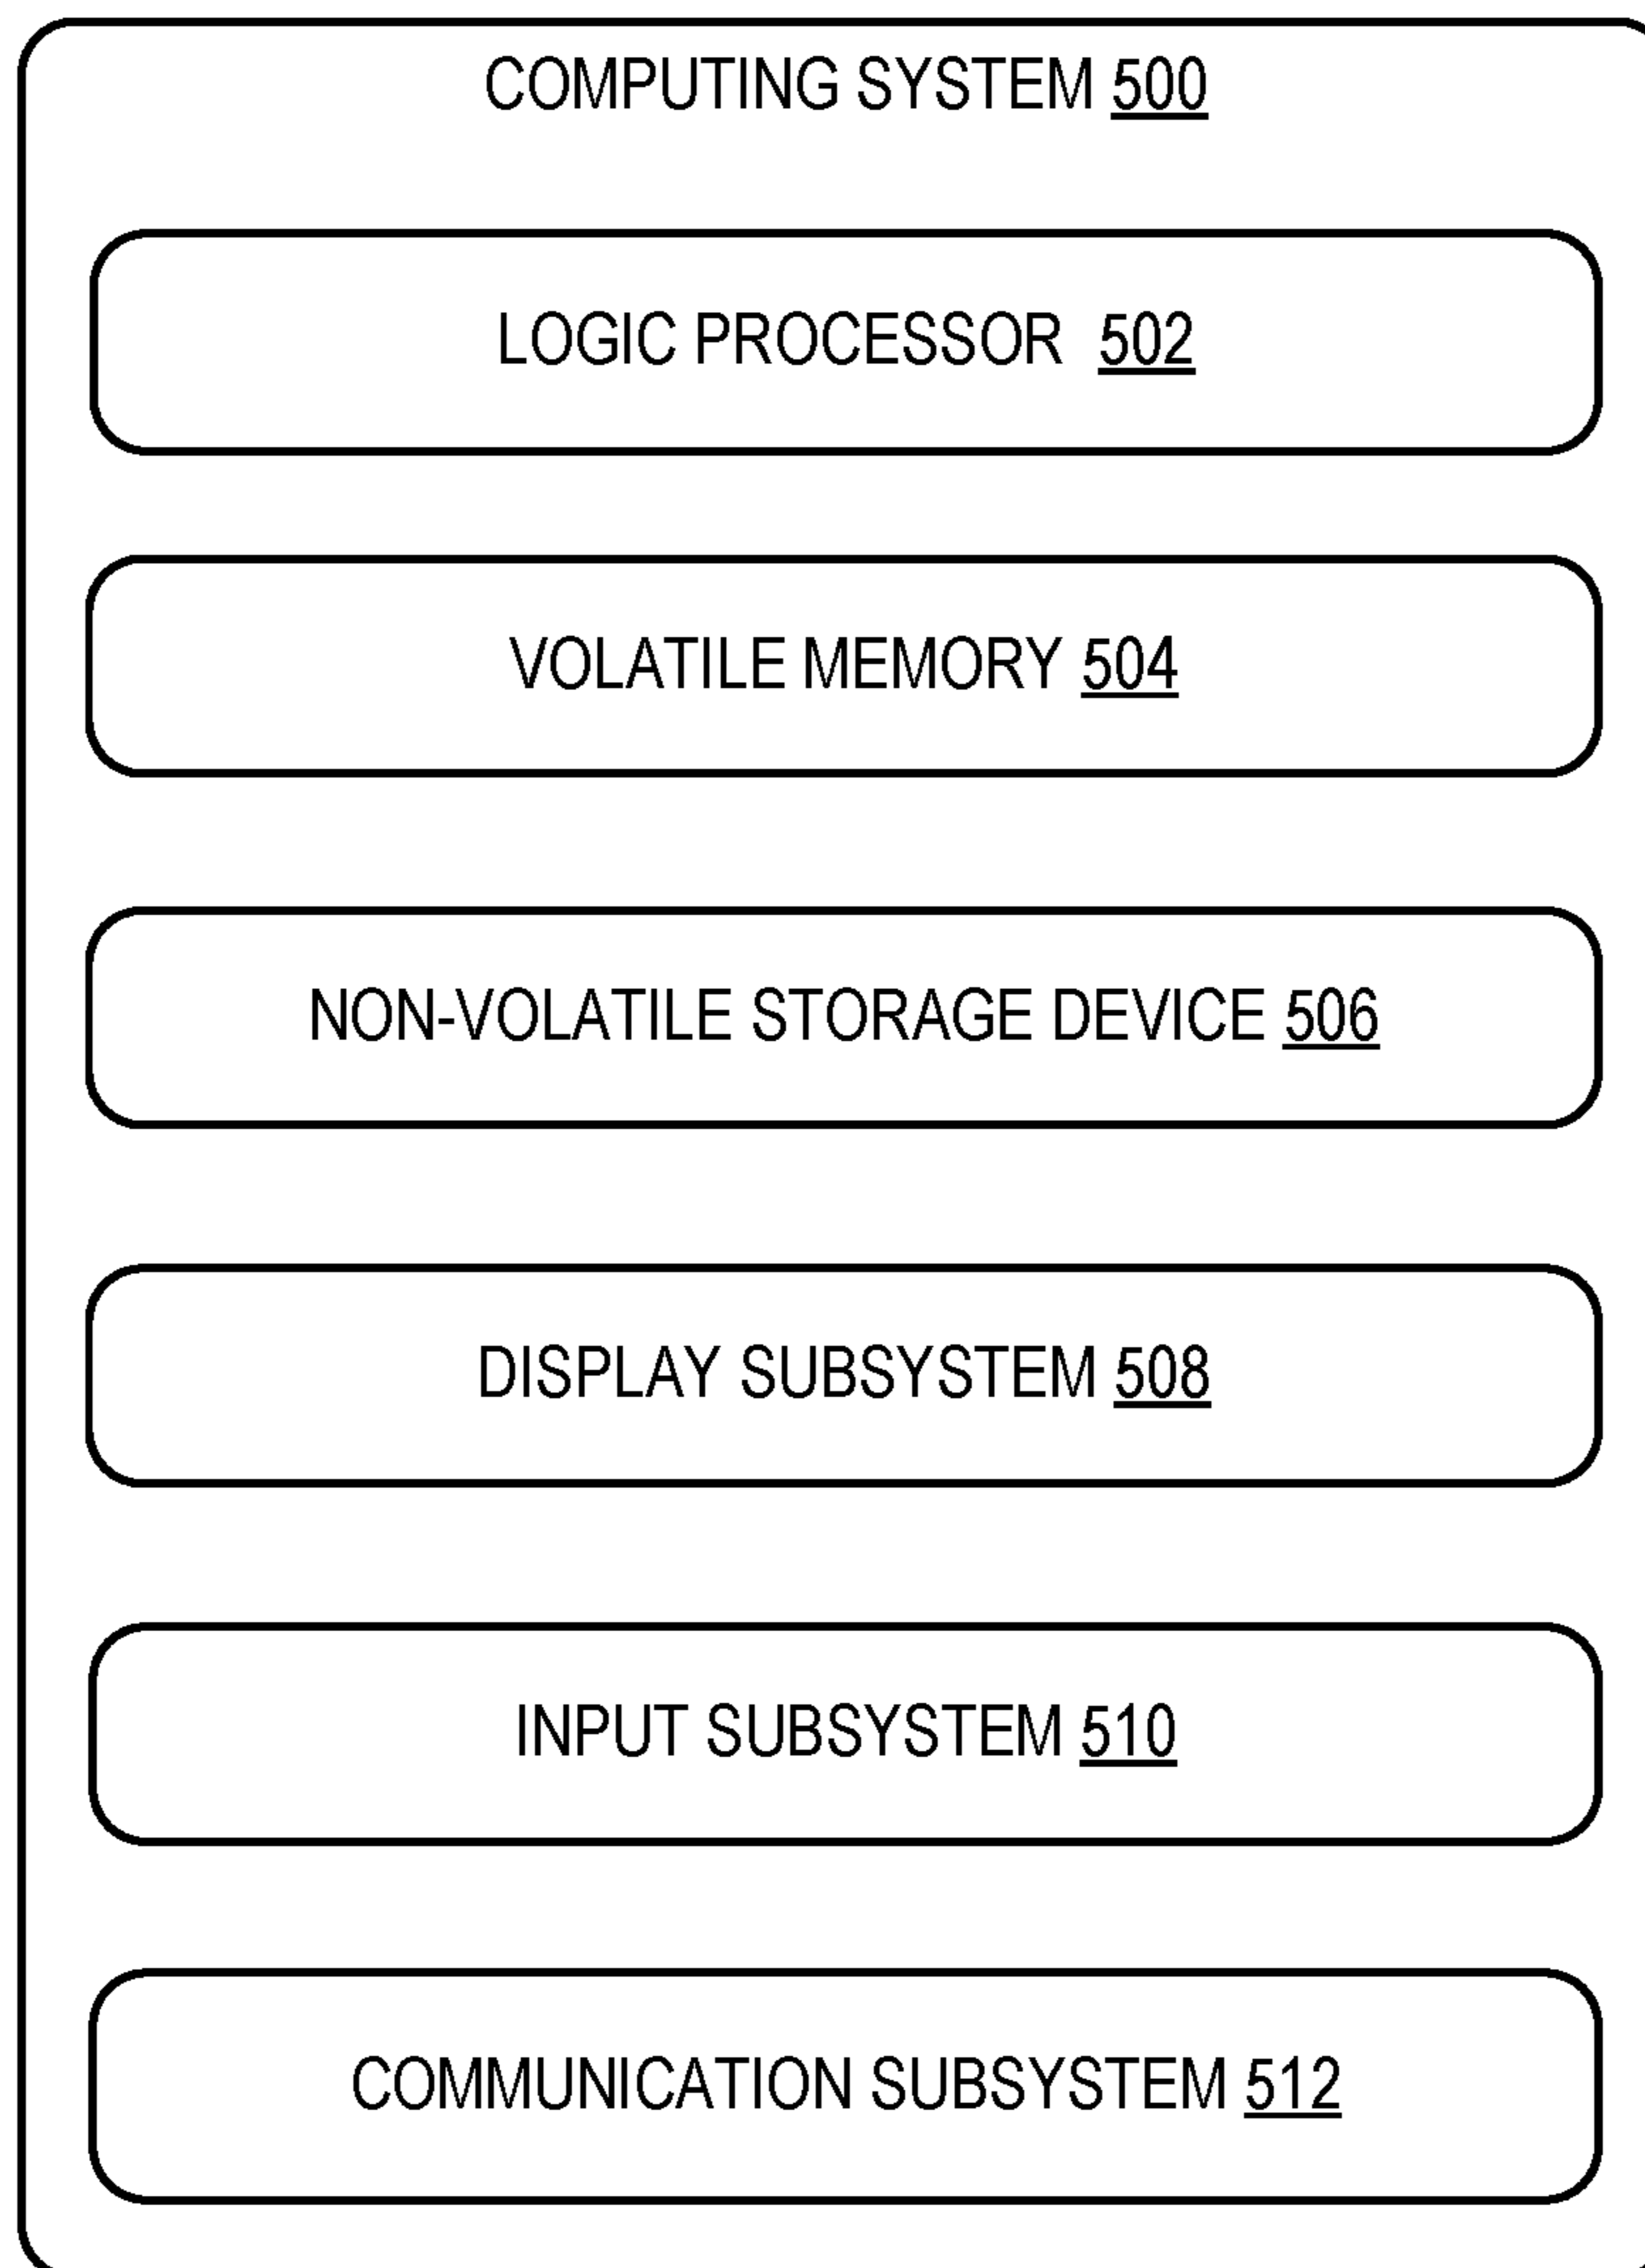 COMPUTING SYSTEM 500
LOGIC PROCESSOR 502
VOLATILE MEMORY 504
NON-VOLATILE STORAGE DEVICE 506
DISPLAY SUBSYSTEM 508
INPUT SUBSYSTEM 510
COMMUNICATION SUBSYSTEM 512